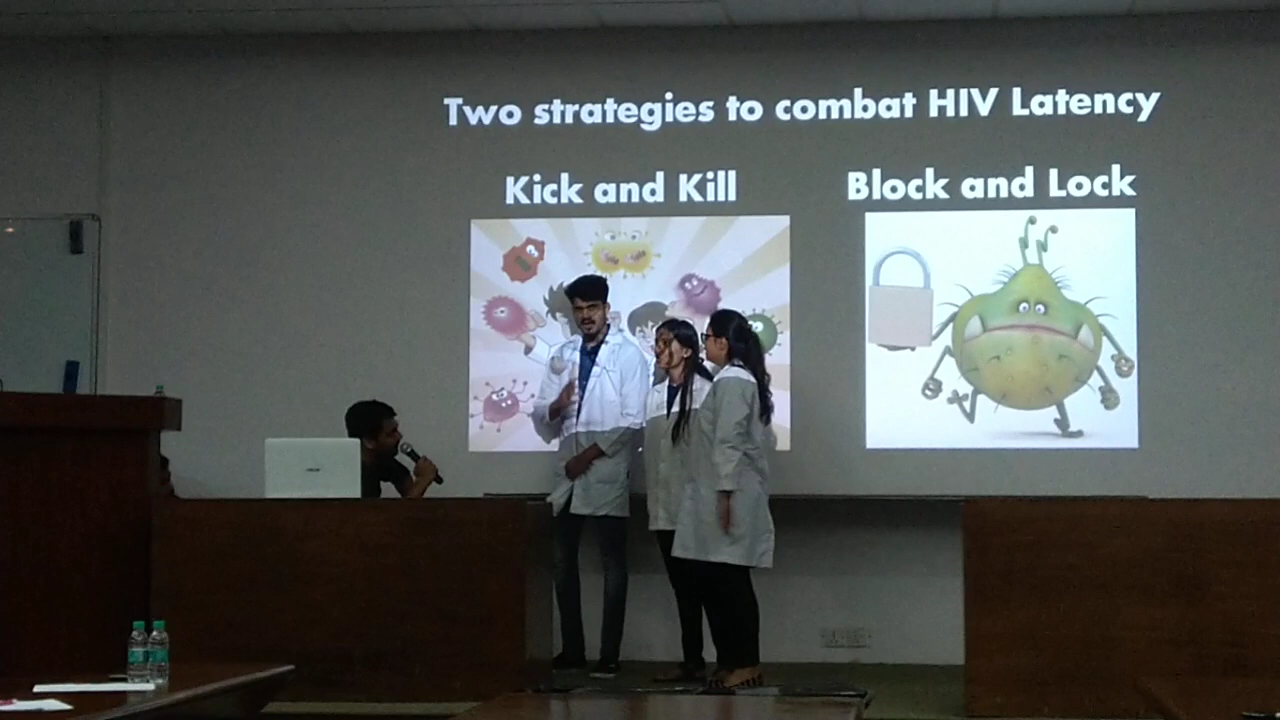 Two strategies to combat HIV Latency
Kick and Kill
Block and Lock